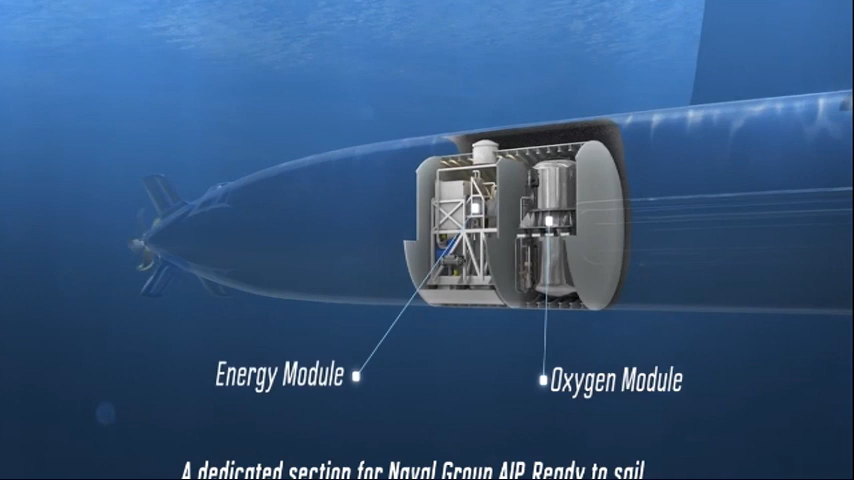 Energy Module
Oxygen Module
A dedicated section for Naval Group AIP. Ready to sail